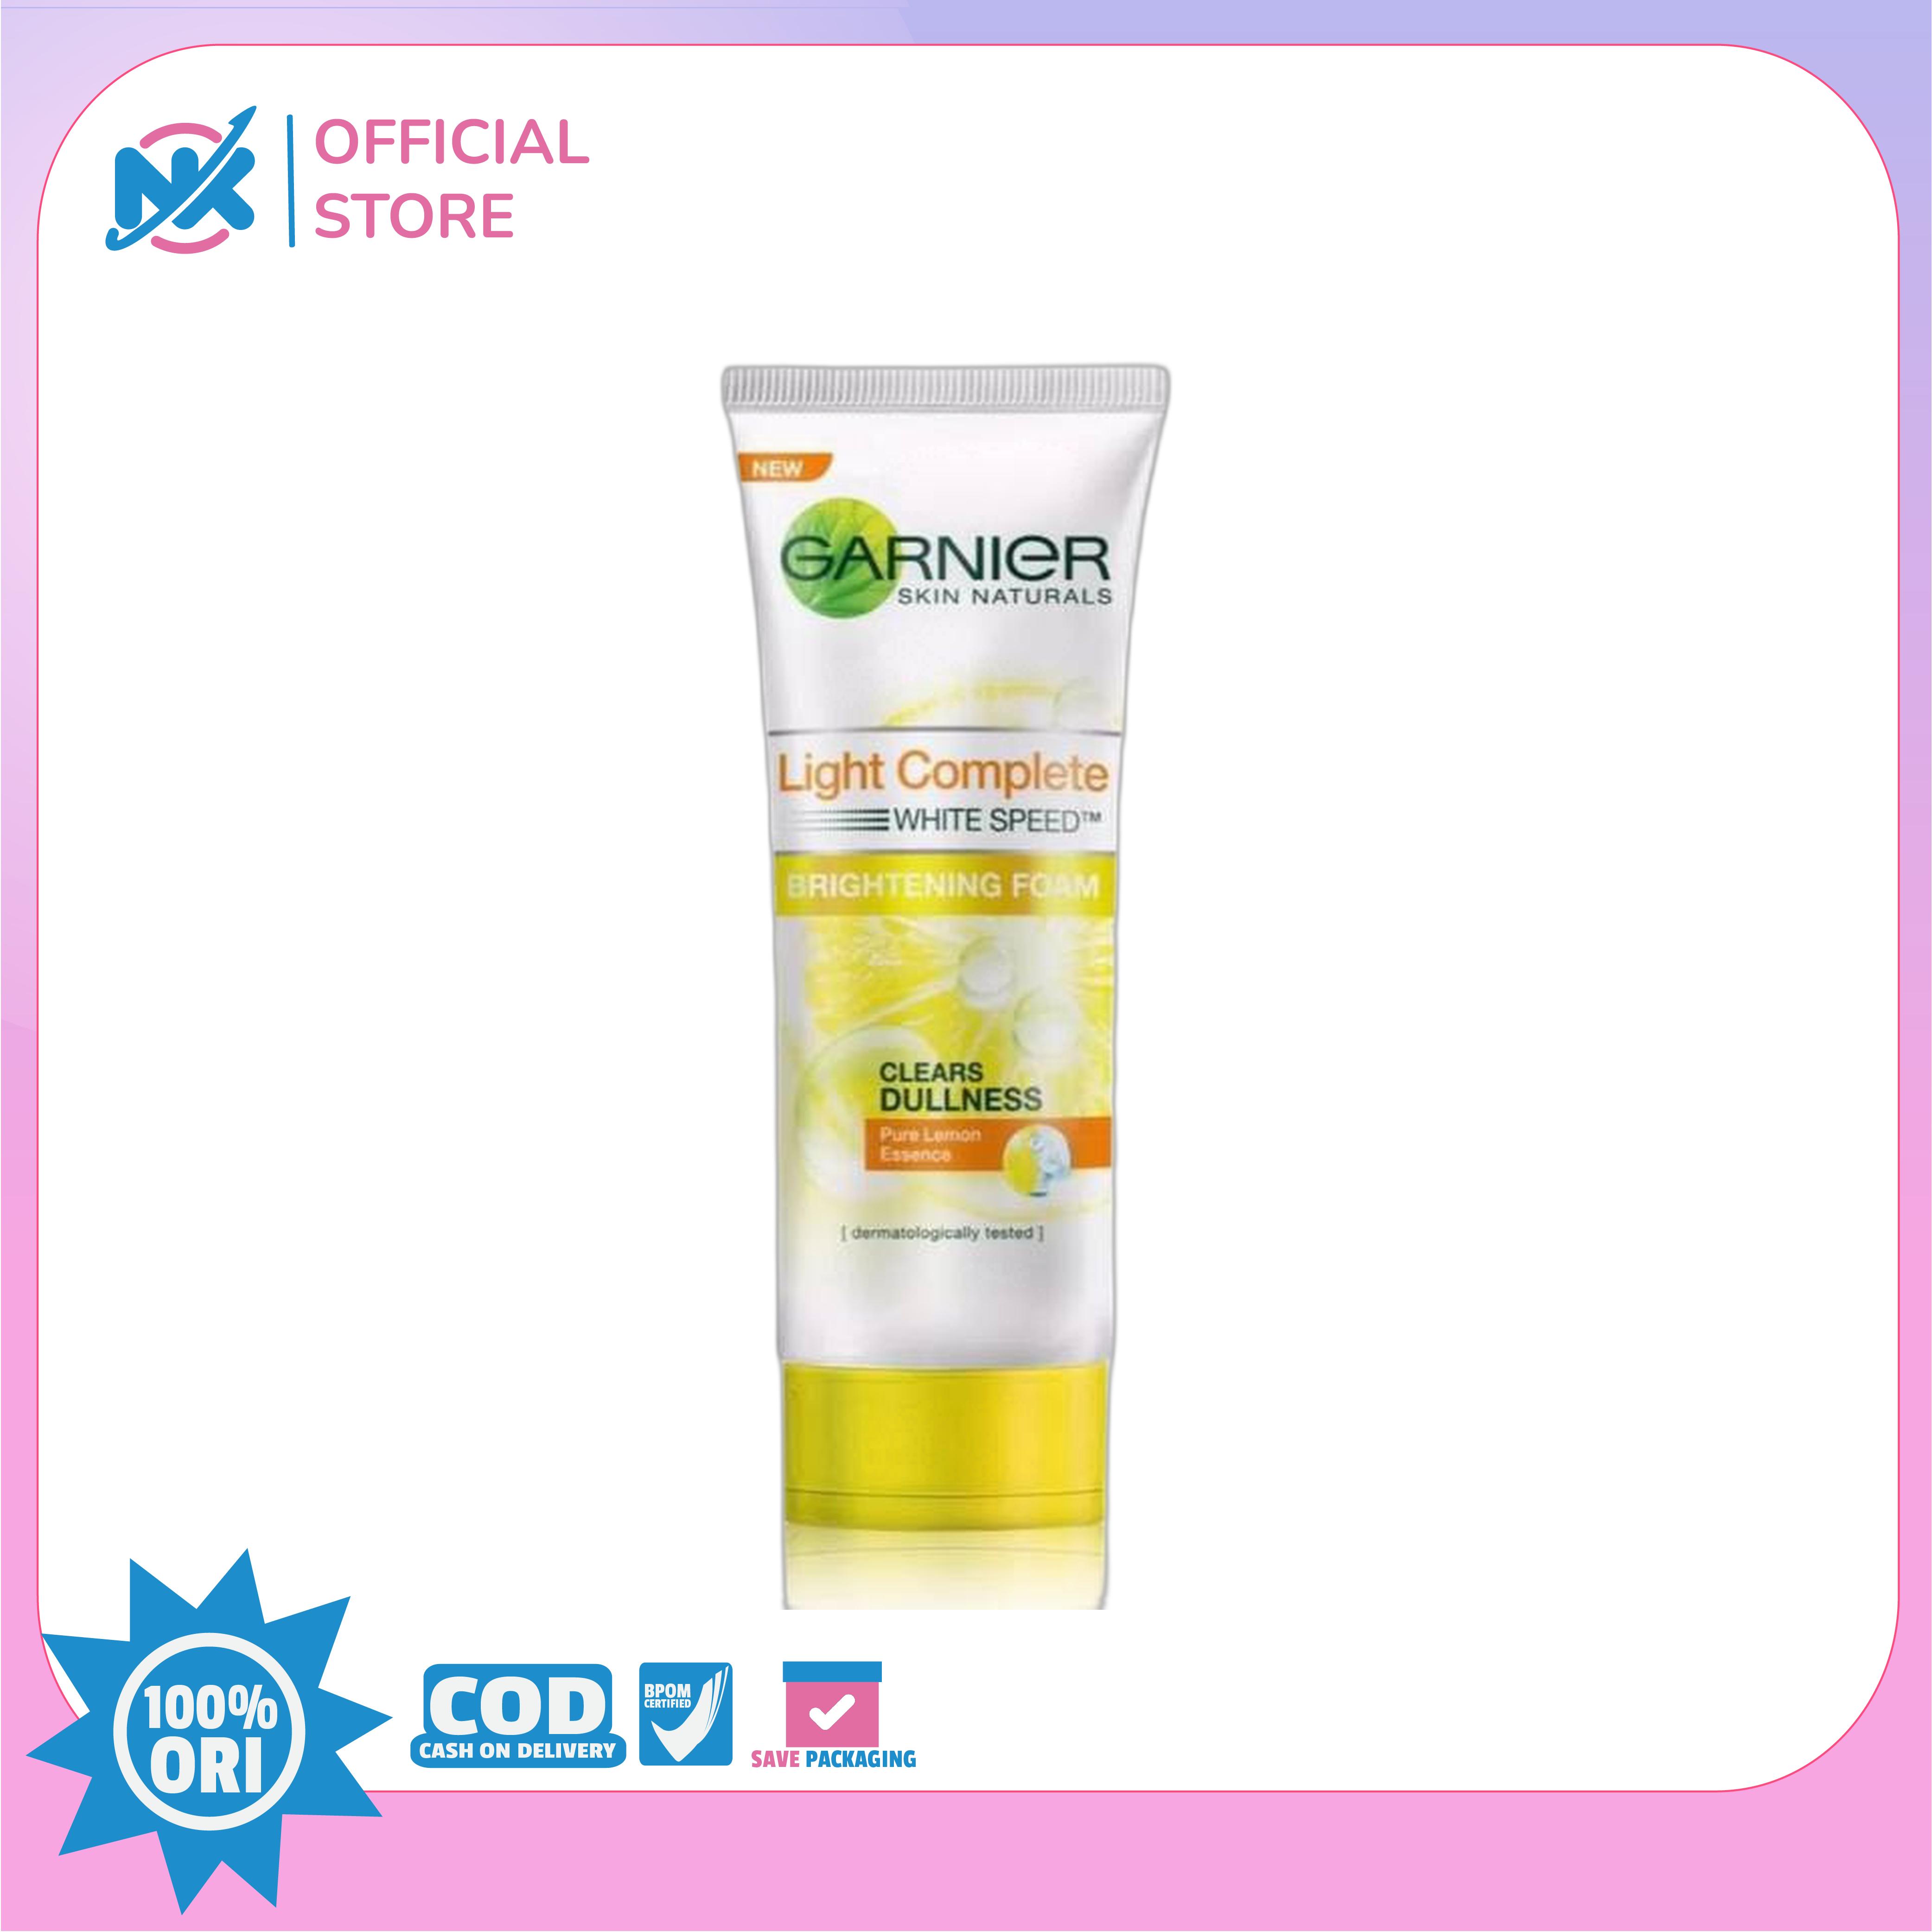 NK
OFFICIAL
STORE
NEW
GARNIER
SKIN NATURALS
Light Complete
WHITE SPEED™
BRIGHTENING FOAM
CLEARS
DULLNESS
Pure Lemon
Essence
[ dermatologically tested ]
100%
ORI
COD
CASH ON DELIVERY
BPOM
CERTIFIED
SAVE PACKAGING